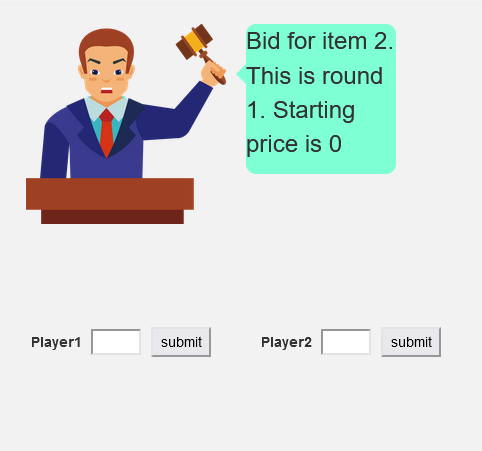 Bid for item 2.
This is round
1. Starting
price is 0
Player1 submit Player2 submit